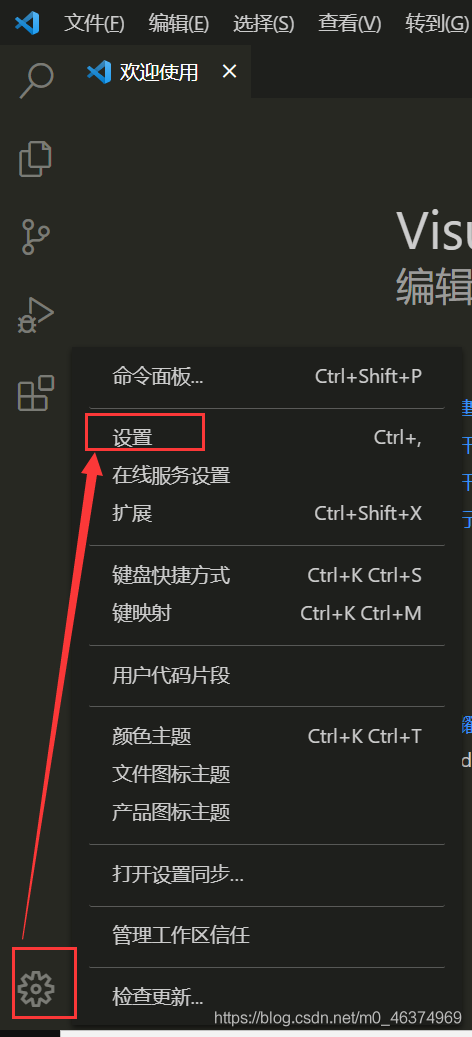 文件(F) 编辑(E) 选择(S) 查看(V) 转到(G)
欢迎使用
Visu
编辑
命令面板... Ctrl+Shift+P
设置 Ctrl+,
在线服务设置
扩展 Ctrl+Shift+X
键盘快捷方式 Ctrl+K Ctrl+S
键映射 Ctrl+K Ctrl+M
用户代码片段
颜色主题 Ctrl+K Ctrl+T
文件图标主题
产品图标主题
打开设置同步...
管理工作区信任
检查更新...
https://blog.csdn.net/m0_46374969